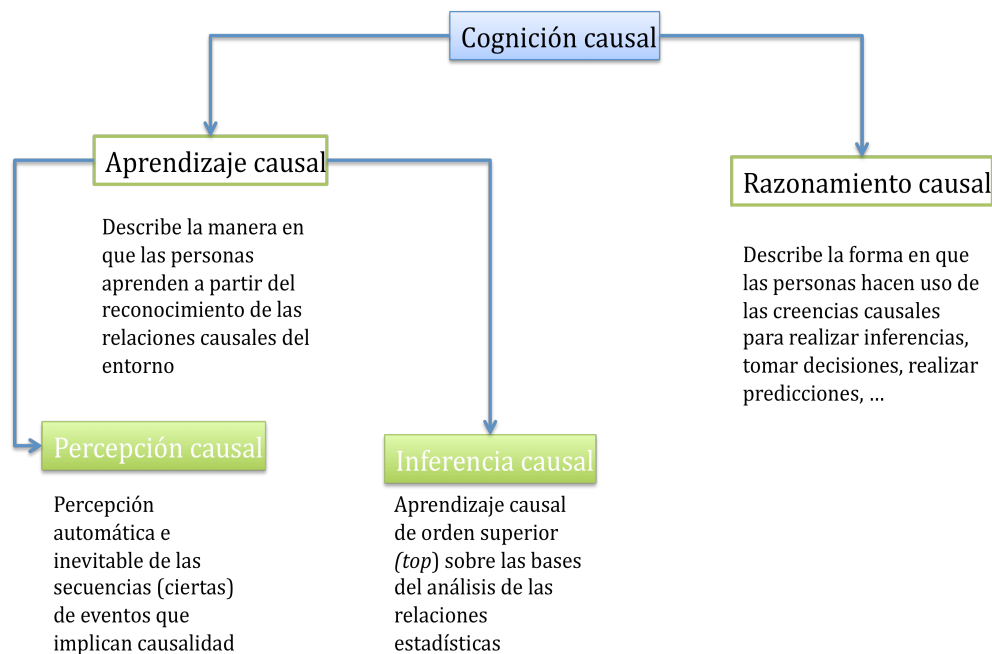 Cognición causal
Aprendizaje causal
Razonamiento causal
Describe la manera en
que las personas
aprenden a partir del
reconocimiento de las
relaciones causales del
entorno
Describe la forma en que
las personas hacen uso de
las creencias causales
para realizar inferencias,
tomar decisiones, realizar
predicciones, ...
Percepción causal
Inferencia causal
Percepción
automática e
inevitable de las
secuencias (ciertas)
de eventos que
implican causalidad
Aprendizaje causal
de orden superior
(top) sobre las bases
del análisis de las
relaciones
estadísticas